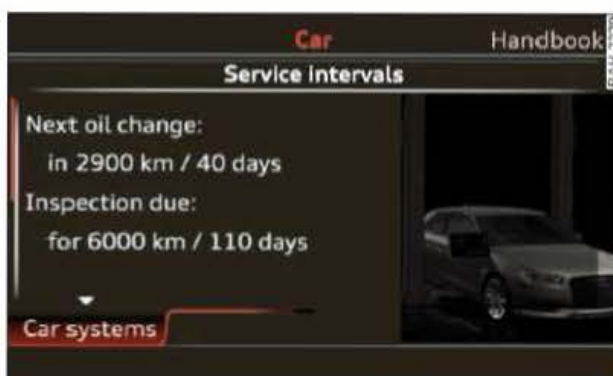 Car Handbook
Service intervals
Next oil change:
in 2900 km / 40 days
Inspection due:
for 6000 km / 110 days
Car systems